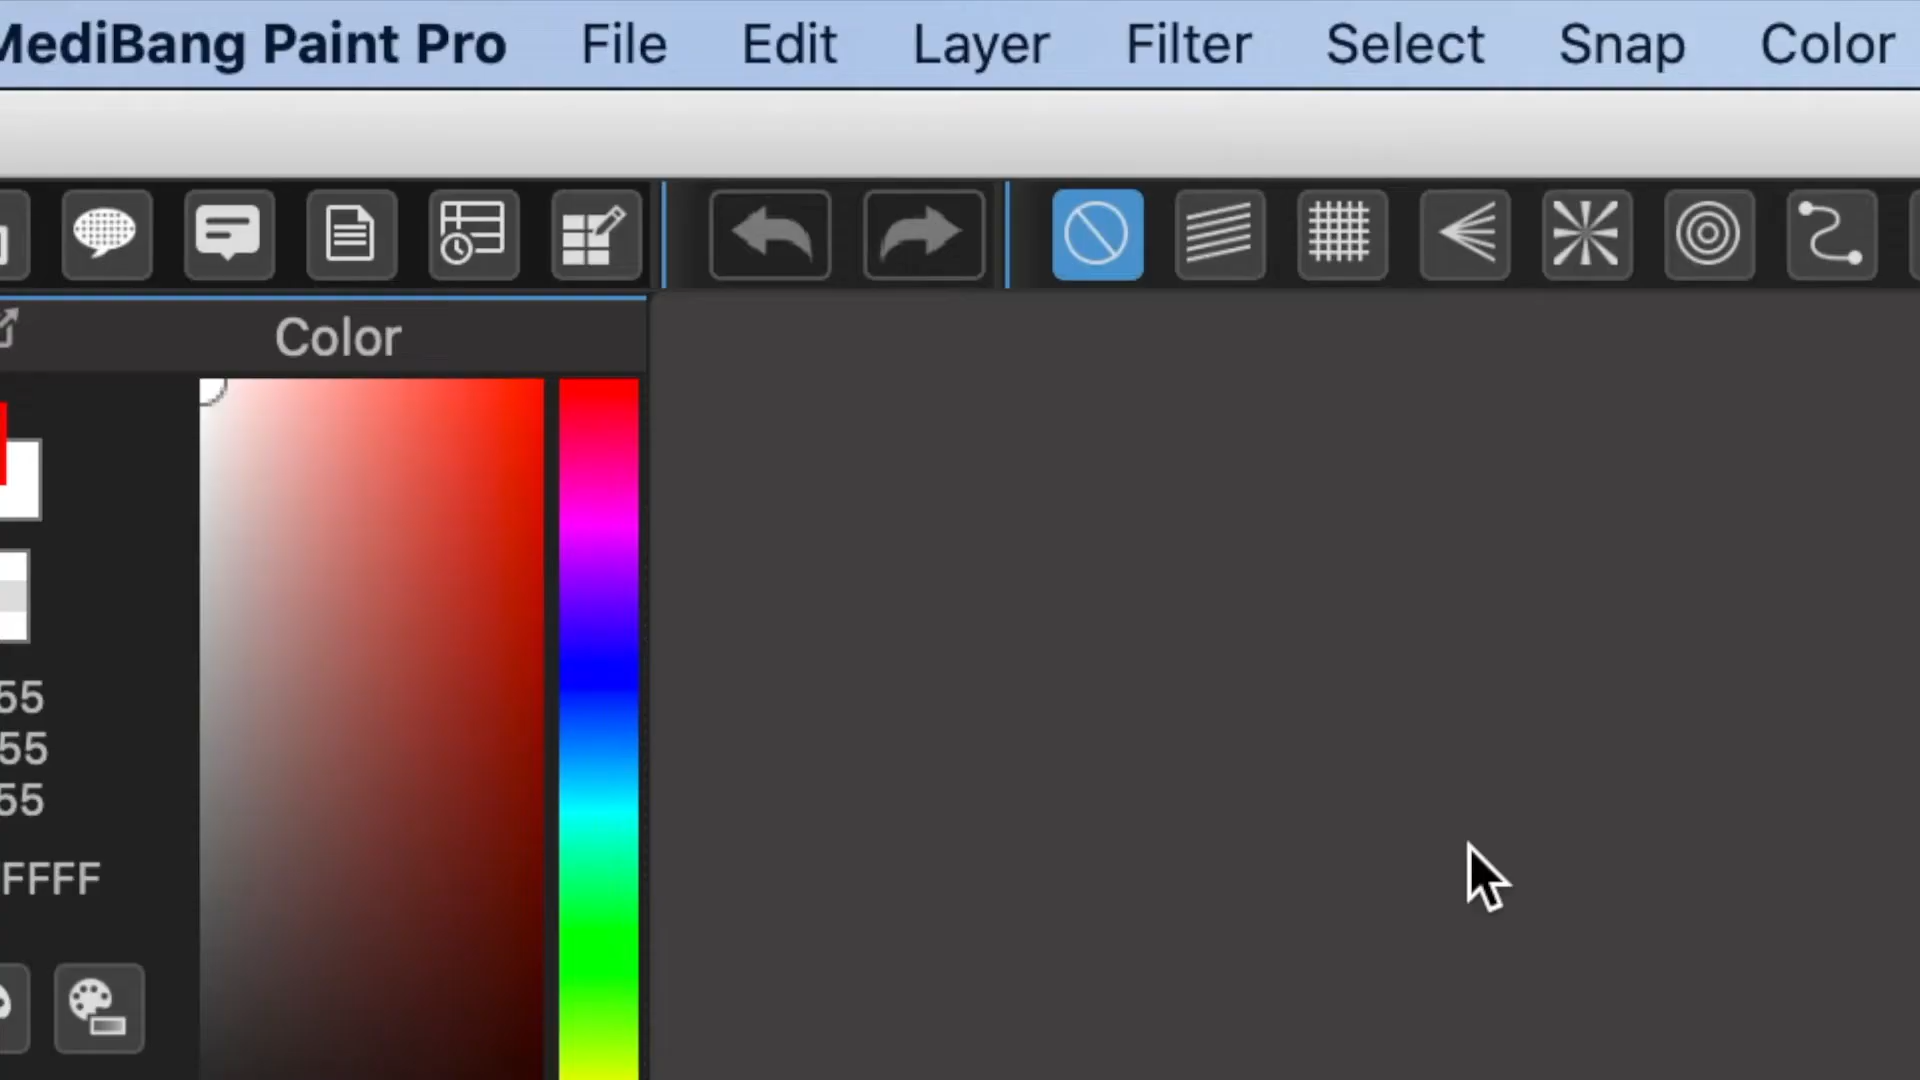 MediBang Paint Pro File Edit Layer Filter Select Snap Color
Color
55
55
55
FFFF